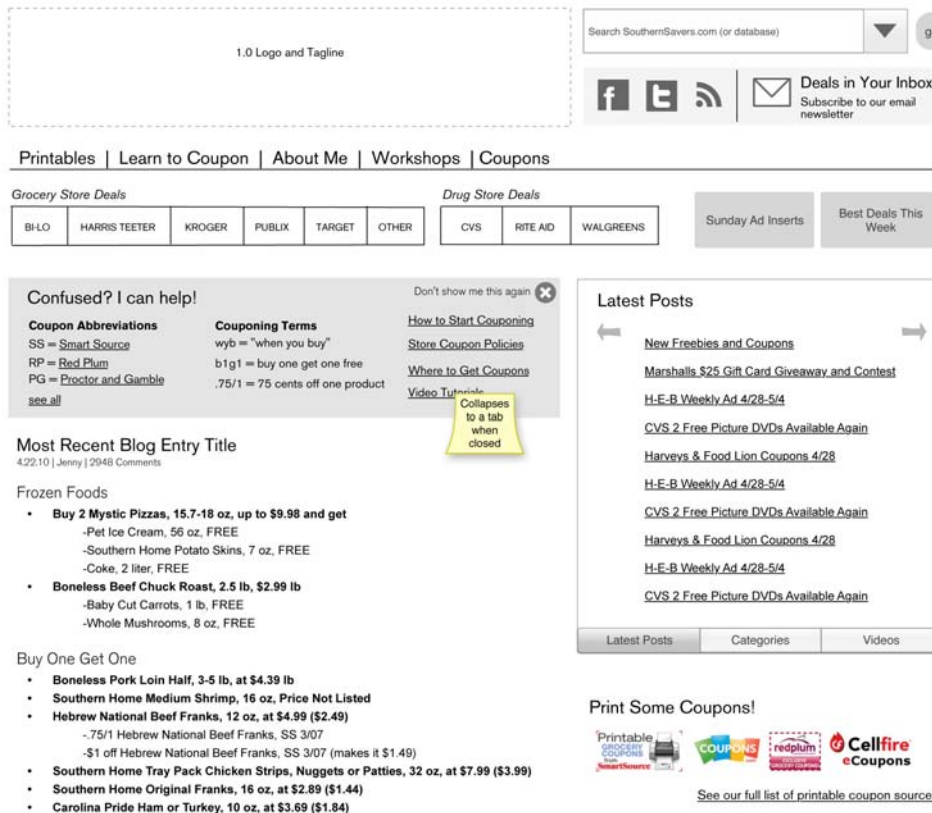 1.0 Logo and Tagline
Search SouthernSavers.com (or database)
g
Deals in Your Inbox
Subscribe to our email
newsletter
Printables | Learn to Coupon | About Me | Workshops | Coupons
Grocery Store Deals
BI-LO HARRIS TEETER KROGER PUBLIX TARGET OTHER
Drug Store Deals
CVS RITE AID WALGREENS
Sunday Ad Inserts
Best Deals This
Week
Confused? I can help!
Don't show me this again
Coupon Abbreviations
SS = Smart Source
RP = Red Plum
PG = Proctor and Gamble
see all
Couponing Terms
wyb = "when you buy"
b1g1 = buy one get one free
.75/1 = 75 cents off one product
How to Start Couponing
Store Coupon Policies
Where to Get Coupons
Video Tutorials
Collapses
to a tab
when
closed
Most Recent Blog Entry Title
4.22.10 | Jenny | 2948 Comments
Frozen Foods
• Buy 2 Mystic Pizzas, 15.7-18 oz, up to $9.98 and get
-Pet Ice Cream, 56 oz, FREE
-Southern Home Potato Skins, 7 oz, FREE
-Coke, 2 liter, FREE
• Boneless Beef Chuck Roast, 2.5 lb, $2.99 lb
-Baby Cut Carrots, 1 lb, FREE
-Whole Mushrooms, 8 oz, FREE
Buy One Get One
• Boneless Pork Loin Half, 3-5 lb, at $4.39 lb
• Southern Home Medium Shrimp, 16 oz, Price Not Listed
• Hebrew National Beef Franks, 12 oz, at $4.99 ($2.49)
-.75/1 Hebrew National Beef Franks, SS 3/07
-$1 off Hebrew National Beef Franks, SS 3/07 (makes it $1.49)
• Southern Home Tray Pack Chicken Strips, Nuggets or Patties, 32 oz, at $7.99 ($3.99)
• Southern Home Original Franks, 16 oz, at $2.89 ($1.44)
• Carolina Pride Ham or Turkey, 10 oz, at $3.69 ($1.84)
Latest Posts
New Freebies and Coupons
Marshalls $25 Gift Card Giveaway and Contest
H-E-B Weekly Ad 4/28-5/4
CVS 2 Free Picture DVDs Available Again
Harveys & Food Lion Coupons 4/28
H-E-B Weekly Ad 4/28-5/4
CVS 2 Free Picture DVDs Available Again
Harveys & Food Lion Coupons 4/28
H-E-B Weekly Ad 4/28-5/4
CVS 2 Free Picture DVDs Available Again
Latest Posts Categories Videos
Print Some Coupons!
Printable
GROCERY
COUPONS
from
SmartSource
COUPONS
redplum
EXCLUSIVE
GROCERY COUPONS
Cellfire
eCoupons
See our full list of printable coupon source